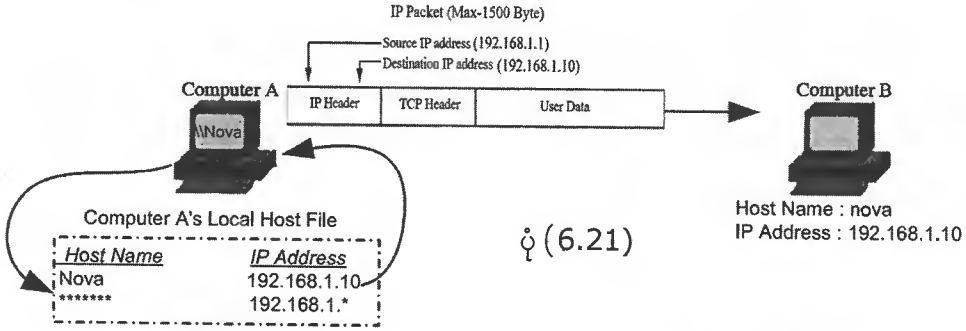 IP Packet (Max-1500 Byte)
Source IP address (192.168.1.1)
Destination IP address (192.168.1.10)
Computer A
IP Header
TCP Header
User Data
Computer B
\\Nova
Host Name : nova
IP Address : 192.168.1.10
Computer A's Local Host File
Host Name
IP Address
Nova
192.168.1.10
*******
192.168.1.*
(6.21)